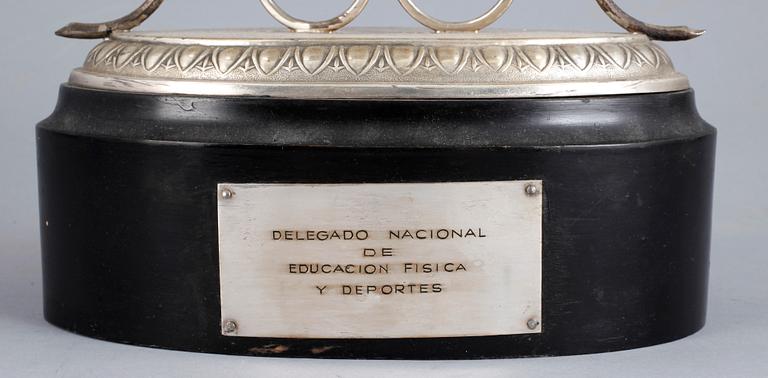 DELEGADO NACIONAL
DE
EDUCACION FISICA
Y DEPORTES